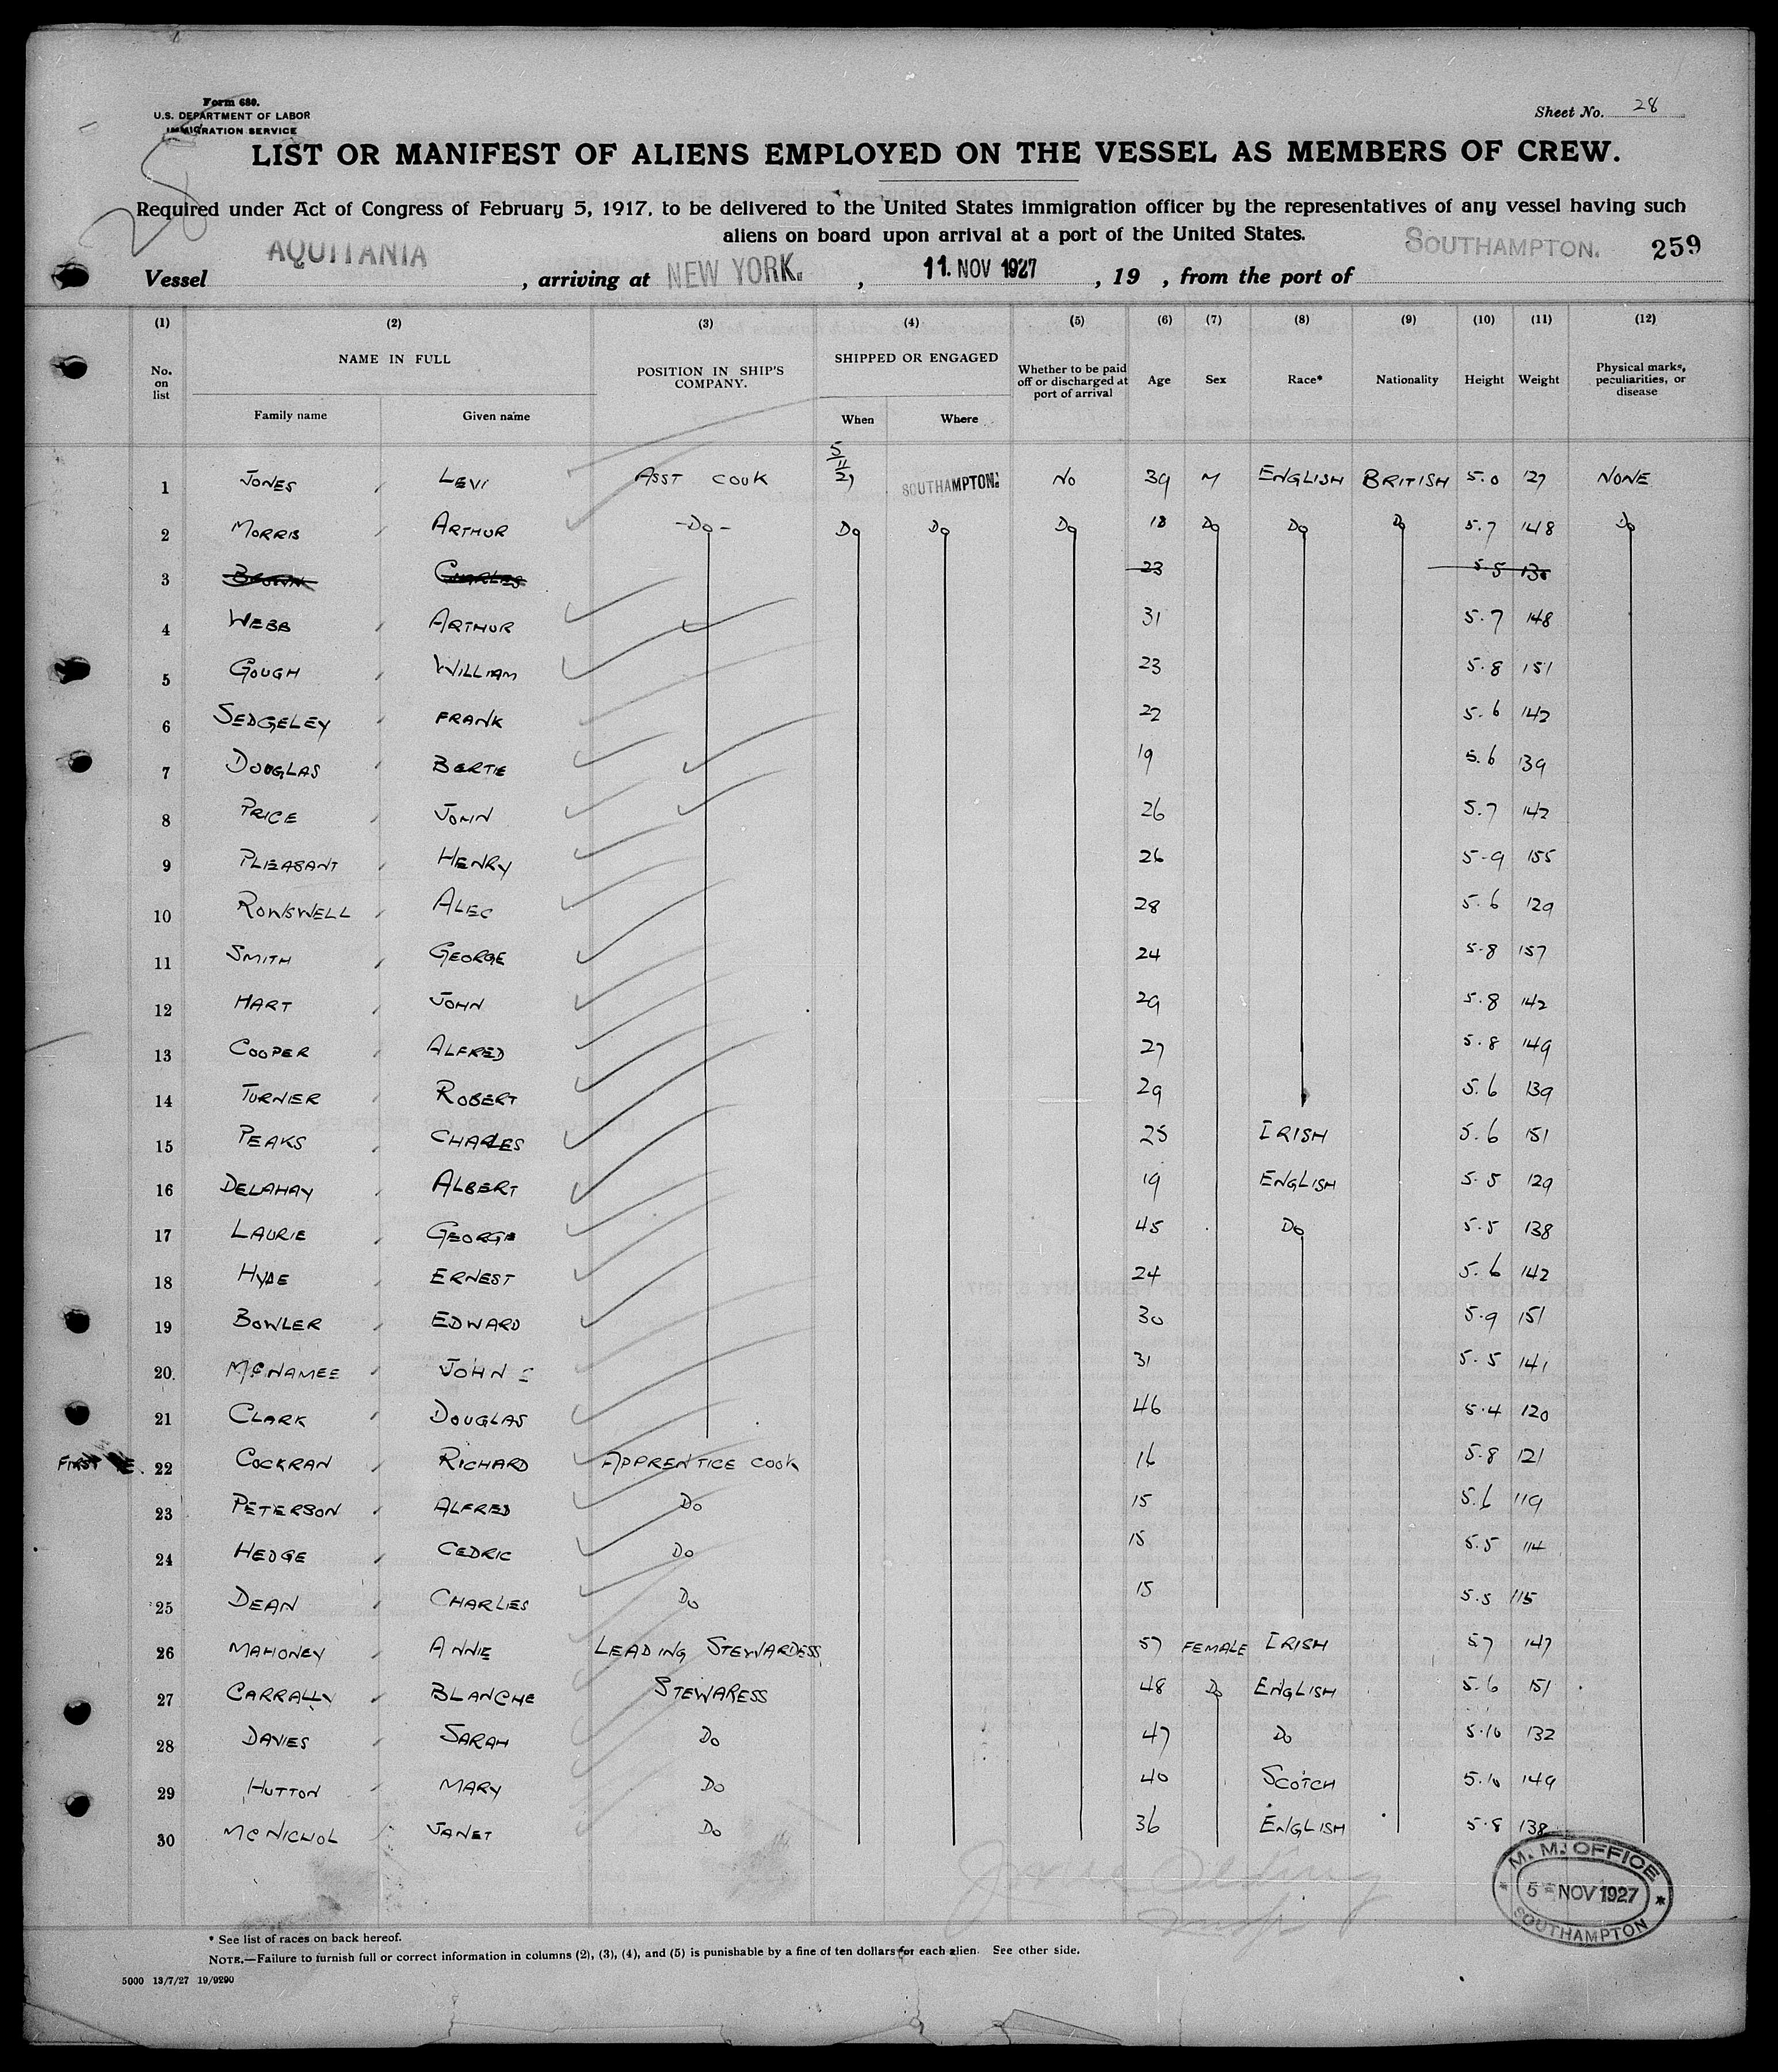 Form 680.
U.S. DEPARTMENT OF LABOR
IMMIGRATION SERVICE
Sheet No. 28
LIST OR MANIFEST OF ALIENS EMPLOYED ON THE VESSEL AS MEMBERS OF CREW.
Required under Act of Congress of February 5, 1917, to be delivered to the United States immigration officer by the representatives of any vessel having such
aliens on board upon arrival at a port of the United States.
259
Vessel AQUITANIA, arriving at NEW YORK., 11. NOV 1927, 19 , from the port of SOUTHAMPTON.
(1) (2) (3) (4) (5) (6) (7) (8) (9) (10) (11) (12)
No. on list NAME IN FULL POSITION IN SHIP'S COMPANY. SHIPPED OR ENGAGED Whether to be paid off or discharged at port of arrival Age Sex Race* Nationality Height Weight Physical marks, peculiarities, or disease
Family name Given name When Where
1 JONES LEVI ASST COOK 5/11/27 SOUTHAMPTON. NO 39 M ENGLISH BRITISH 5.0 127 NONE
2 MORRIS ARTHUR -DO- DO DO DO 18 DO DO DO 5.7 148 DO
3 BROWN CHARLES 23 5.5 130
4 WEBB ARTHUR 31 5.7 148
5 GOUGH WILLIAM 23 5.8 151
6 SEDGELEY FRANK 22 5.6 142
7 DOUGLAS BERTIE 19 5.6 139
8 PRICE JOHN 26 5.7 142
9 PLEASANT HENRY 26 5-9 155
10 ROWSWELL ALEC 28 5.6 129
11 SMITH GEORGE 24 5.8 157
12 HART JOHN 29 5.8 142
13 COOPER ALFRED 27 5.8 149
14 TURNER ROBERT 29 5.6 139
15 PEAKS CHARLES 25 IRISH 5.6 151
16 DELAHAY ALBERT 19 ENGLISH 5.5 129
17 LAURIE GEORGE 45 DO 5.5 138
18 HYDE ERNEST 24 5.6 142
19 BOWLER EDWARD 30 5.9 151
20 McNAMEE JOHN 31 5.5 141
21 CLARK DOUGLAS 46 5.4 120
FIRST 22 COCKRAN RICHARD APPRENTICE COOK 16 5.8 121
23 PETERSON ALFRED DO 15 5.6 119
24 HEDGE CEDRIC DO 15 5.5 114
25 DEAN CHARLES DO 15 5.5 115
26 MAHONEY ANNIE LEADING STEWARDESS 57 FEMALE IRISH 57 147
27 CARRALLY BLANCHE STEWARESS 48 DO ENGLISH 5.6 151
28 DAVIES SARAH DO 47 DO 5.10 132
29 HUTTON MARY DO 40 SCOTCH 5.10 149
30 McNICHOL JANET DO 36 ENGLISH 5.8 138
M. M. OFFICE
5 - NOV 1927
SOUTHAMPTON
* See list of races on back hereof.
NOTE.—Failure to furnish full or correct information in columns (2), (3), (4), and (5) is punishable by a fine of ten dollars for each alien. See other side.
5000 13/7/27 19/9290